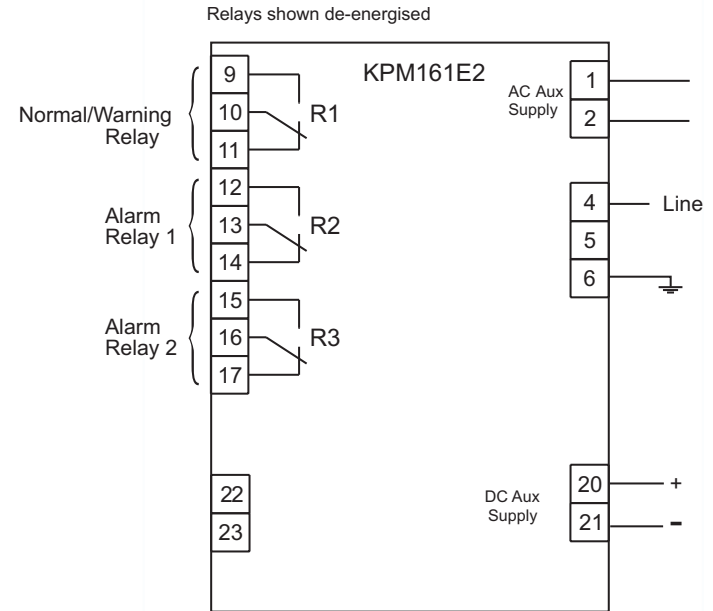 Relays shown de-energised
KPM161E2
Normal/Warning
Relay
9
10
11
R1
Alarm
Relay 1
12
13
14
R2
Alarm
Relay 2
15
16
17
R3
22
23
AC Aux
Supply
1
2
4
Line
5
6
DC Aux
Supply
20
+
21
-